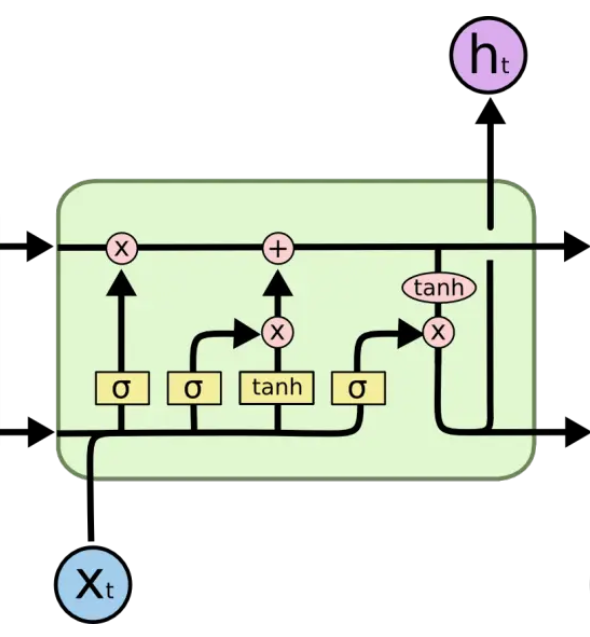 ht
x +
tanh
x x
σ σ tanh σ
xt